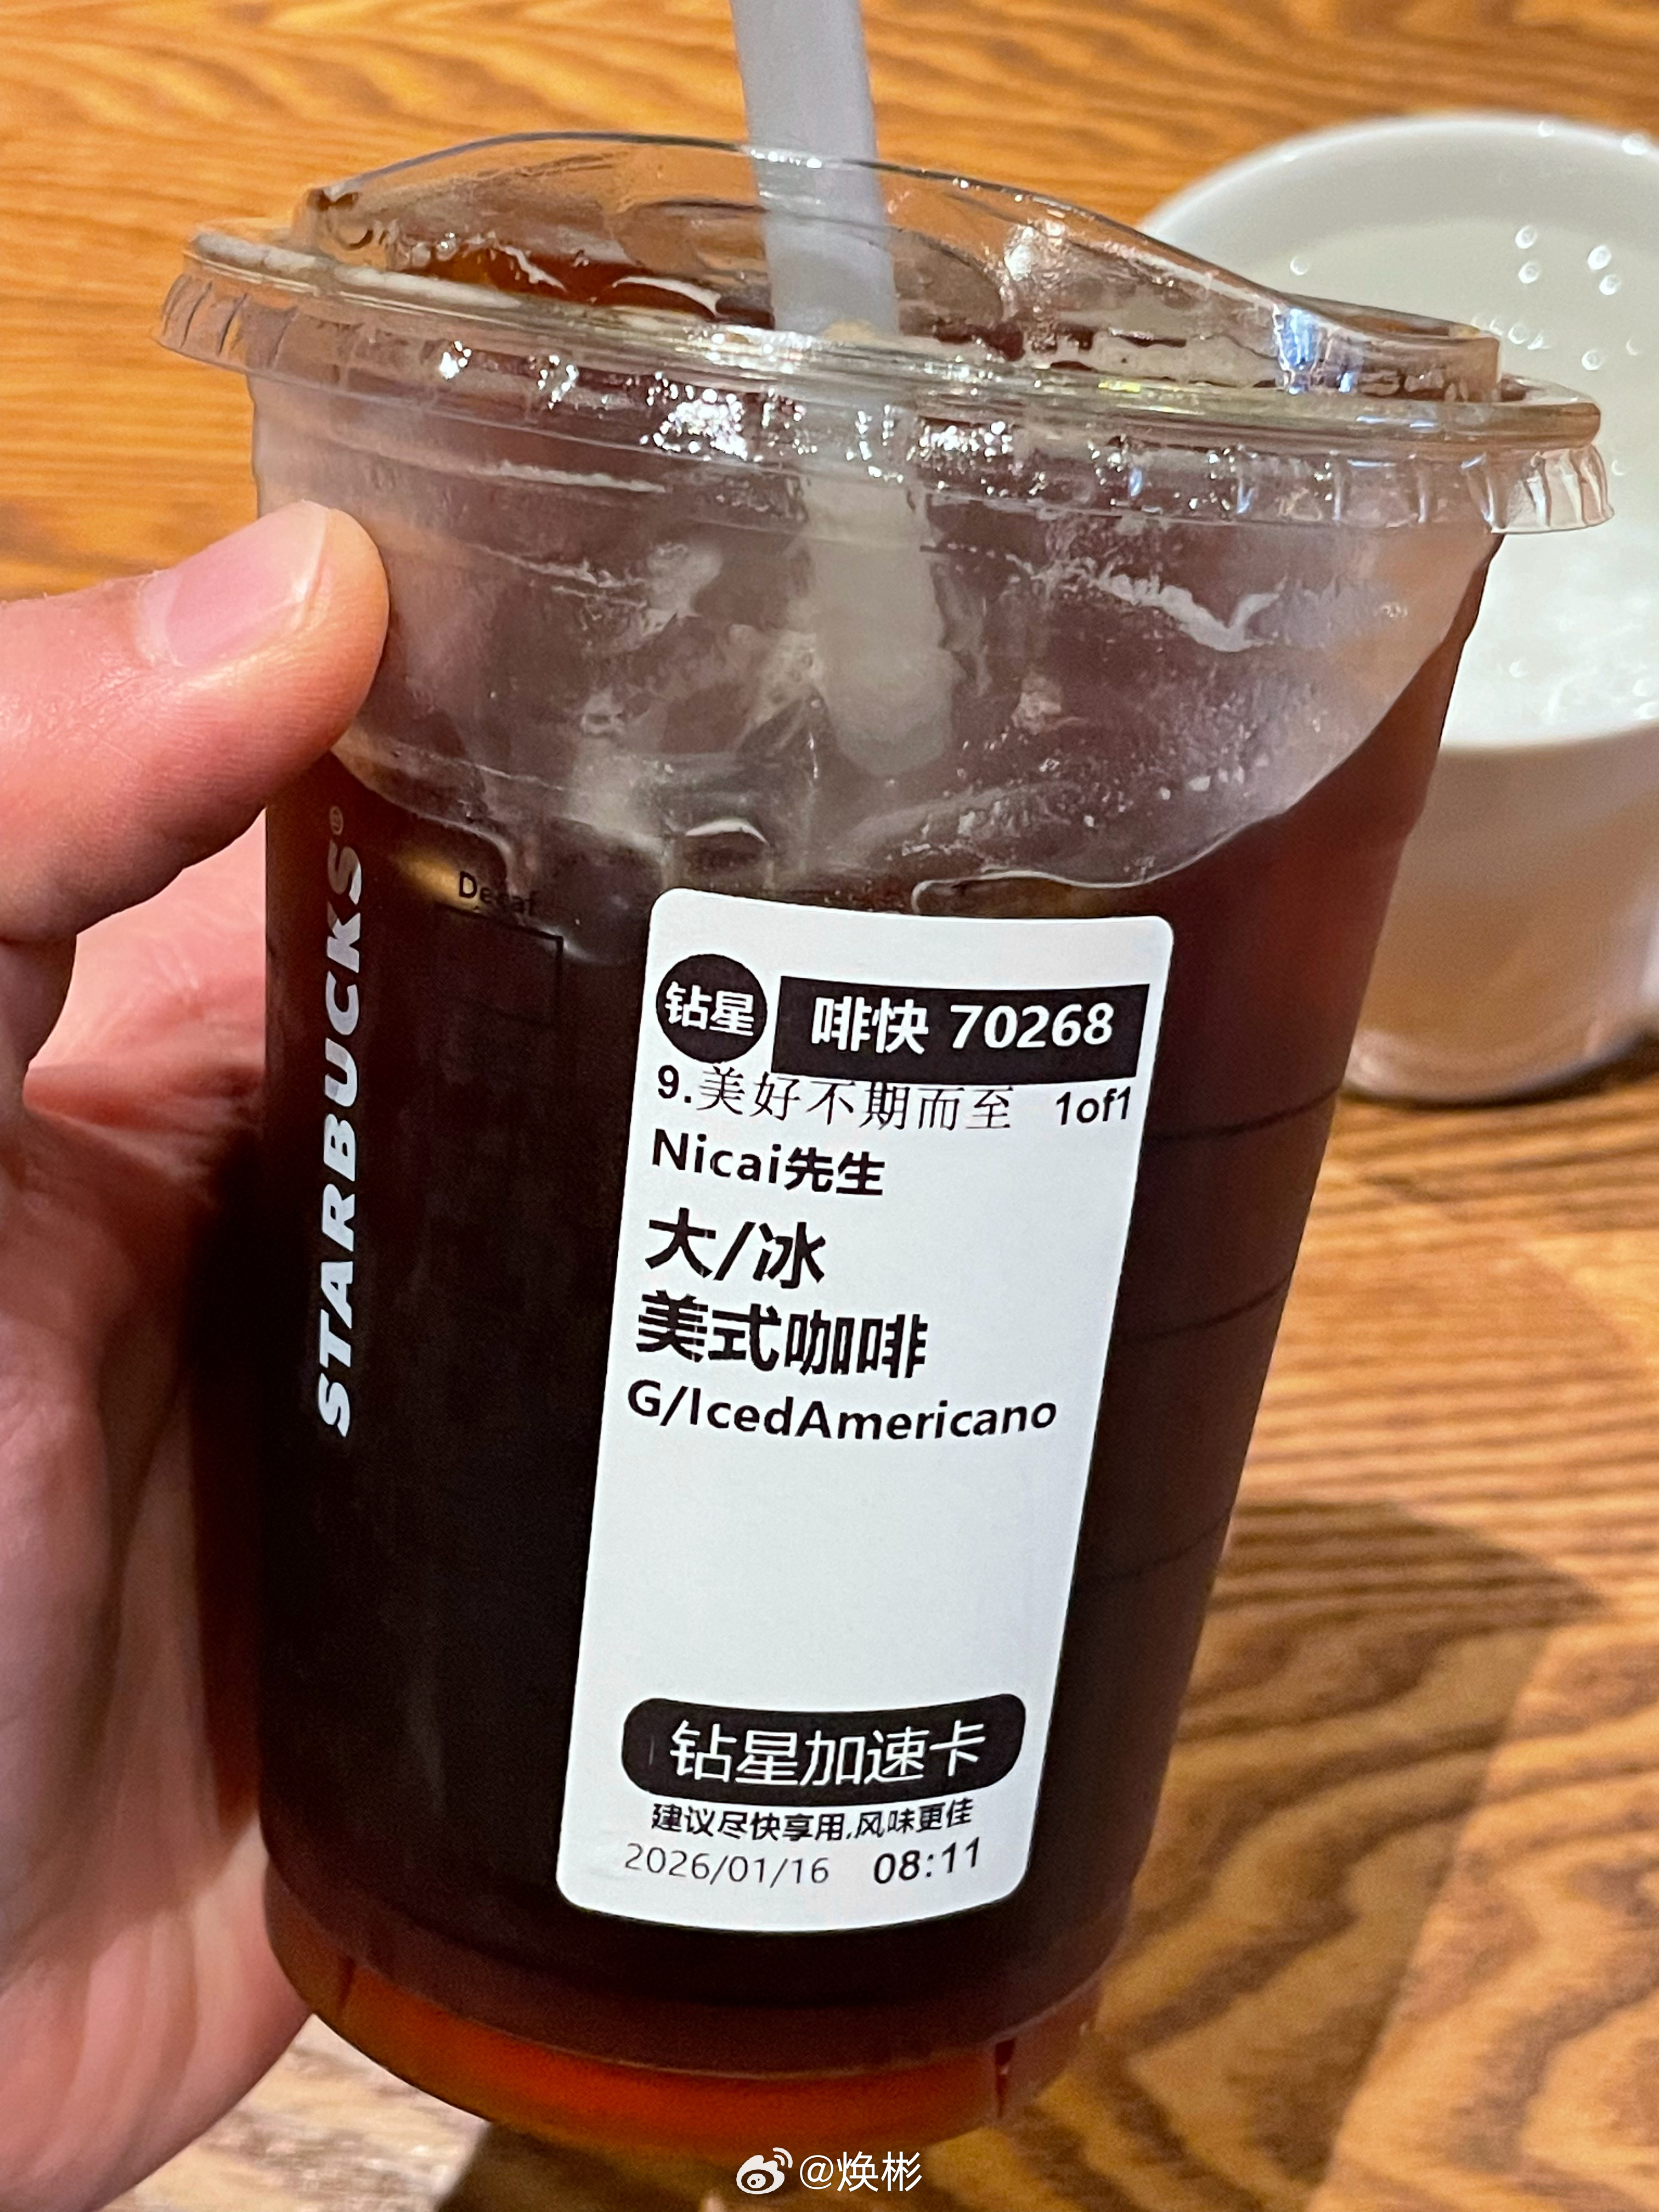 STARBUCKS®
Decaf
钻星 啡快 70268
9.美好不期而至 1of1
Nicai先生
大/冰
美式咖啡
G/IcedAmericano
钻星加速卡
建议尽快享用,风味更佳
2026/01/16 08:11
@焕彬